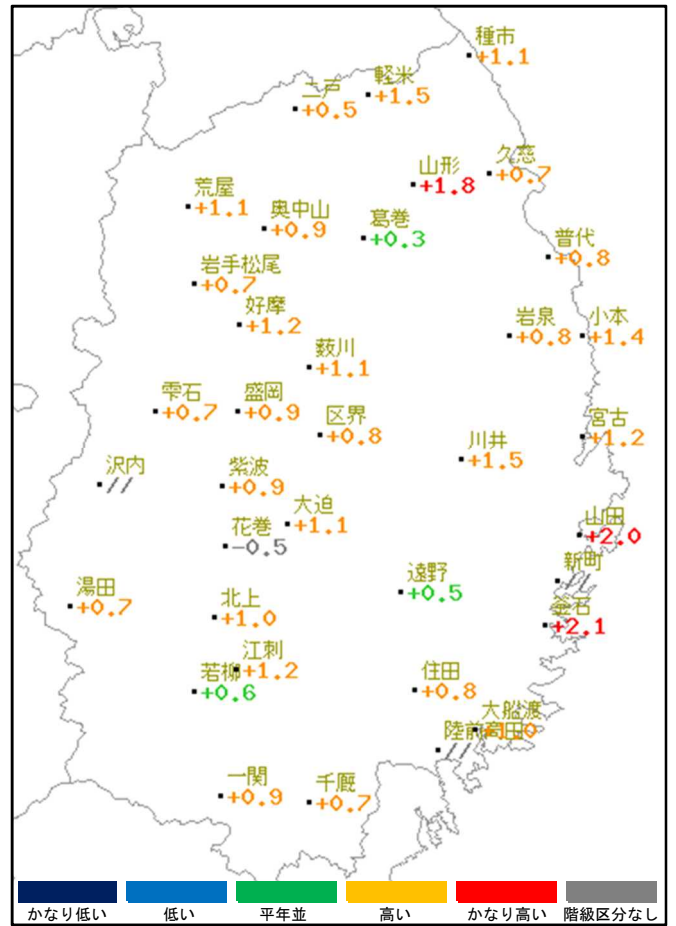 種市
+1.1
軽米
+1.5
二戸
+0.5
久慈
+0.7
山形
+1.8
荒屋
+1.1
奥中山
+0.9
葛巻
+0.3
普代
+0.8
岩手松尾
+0.7
好摩
+1.2
岩泉
+0.8
小本
+1.4
薮川
+1.1
雫石
+0.7
盛岡
+0.9
区界
+0.8
宮古
+1.2
川井
+1.5
沢内
//
紫波
+0.9
大迫
+1.1
花巻
-0.5
山田
+2.0
新町
//
遠野
+0.5
湯田
+0.7
北上
+1.0
釜石
+2.1
江刺
+1.2
若柳
+0.6
住田
+0.8
大船渡
+1.0
陸前高田
//
一関
+0.9
千厩
+0.7
かなり低い
低い
平年並
高い
かなり高い
階級区分なし